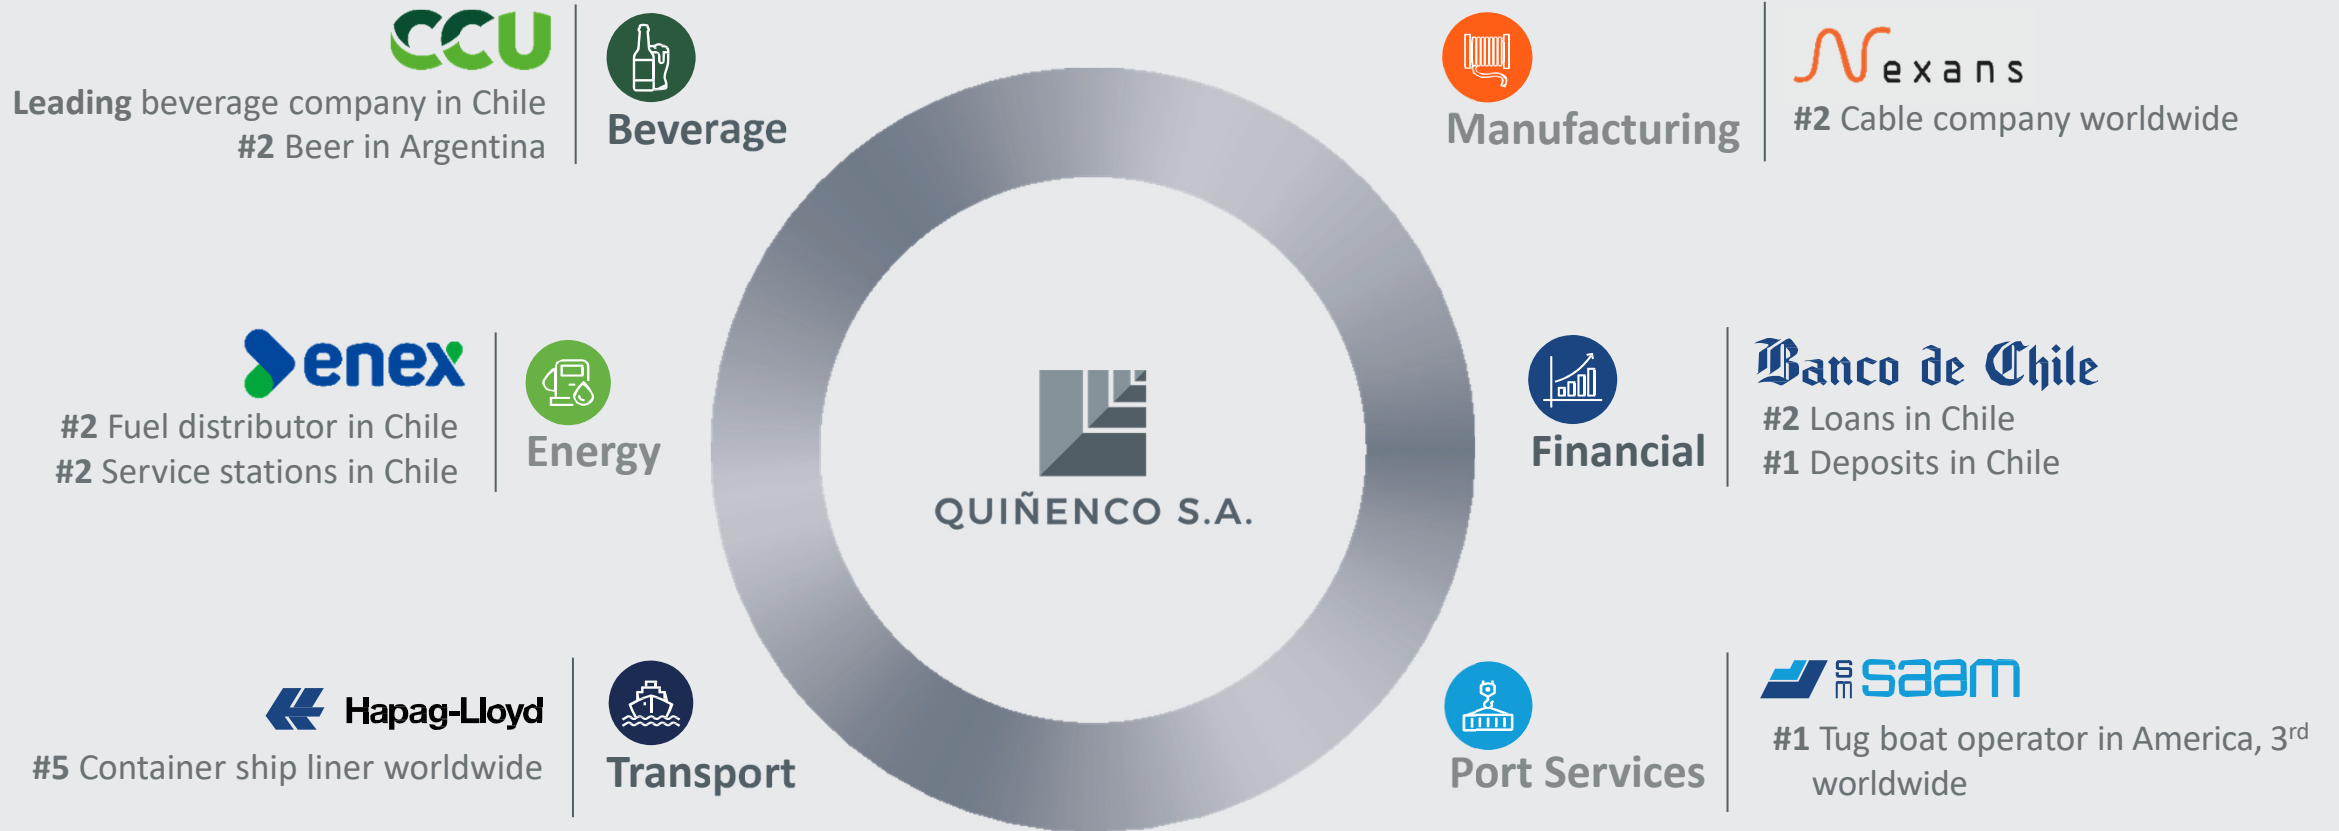 CCU
Leading beverage company in Chile
#2 Beer in Argentina
Beverage
Manufacturing
Nexans
#2 Cable company worldwide
enex
#2 Fuel distributor in Chile
#2 Service stations in Chile
Energy
QUIÑENCO S.A.
Financial
Banco de Chile
#2 Loans in Chile
#1 Deposits in Chile
Hapag-Lloyd
#5 Container ship liner worldwide
Transport
Port Services
SM saam
#1 Tug boat operator in America, 3rd
worldwide